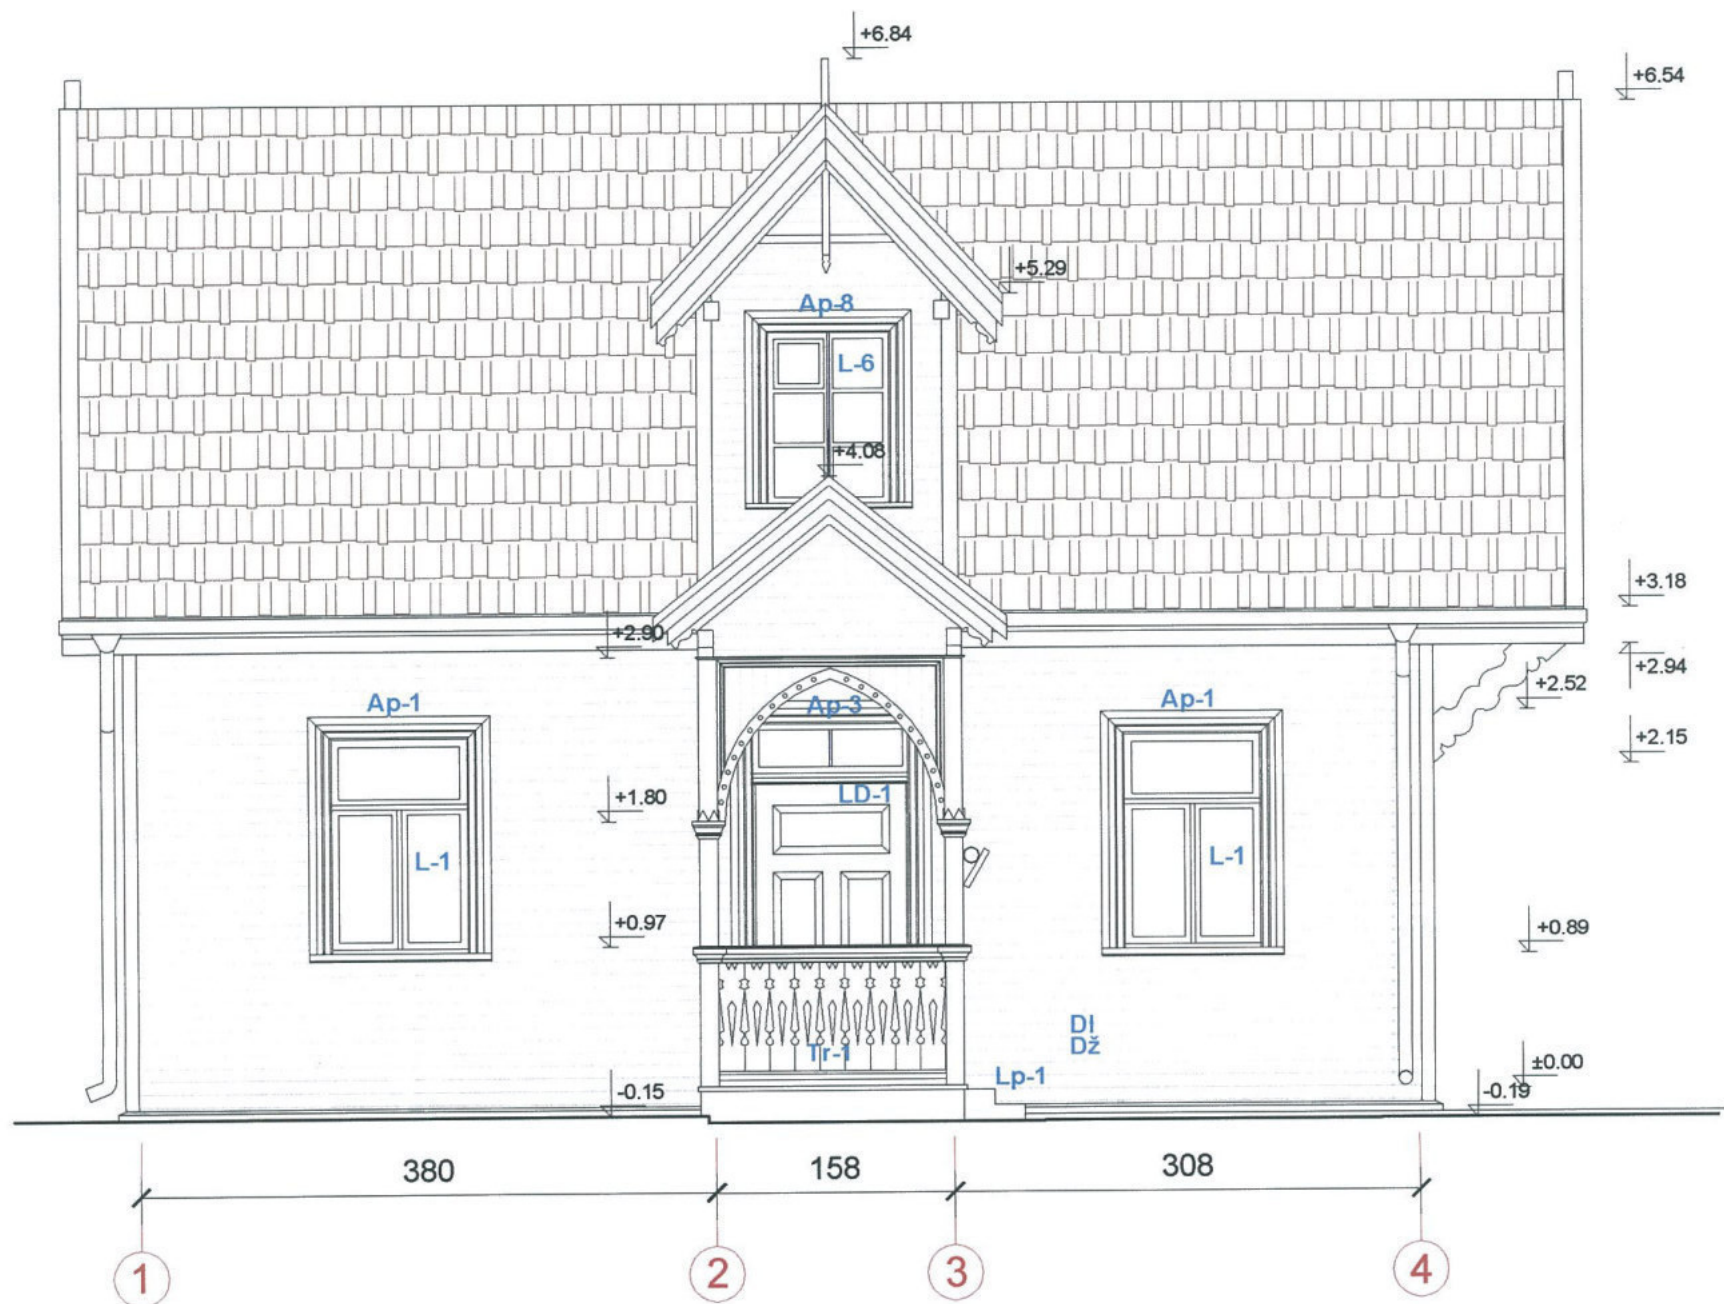 +6.84
+6.54
+5.29
Ap-8
L-6
+4.08
+3.18
+2.90
+2.94
+2.52
Ap-1
Ap-3
Ap-1
+2.15
+1.80
LD-1
L-1
L-1
+0.97
+0.89
Dl
Dž
Tr-1
Lp-1
±0.00
-0.15
-0.19
380
158
308
1
2
3
4